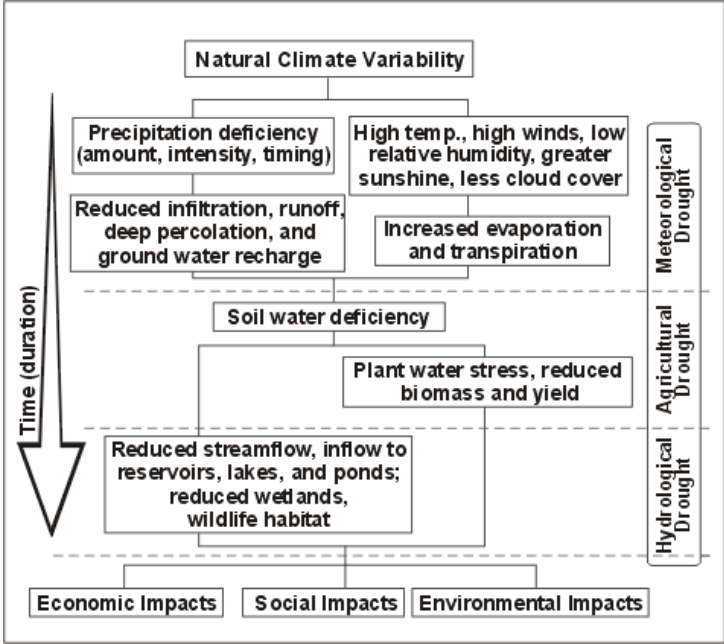 Natural Climate Variability
Precipitation deficiency
(amount, intensity, timing)
High temp., high winds, low
relative humidity, greater
sunshine, less cloud cover
Reduced infiltration, runoff,
deep percolation, and
ground water recharge
Increased evaporation
and transpiration
Meteorological
Drought
Time (duration)
Soil water deficiency
Plant water stress, reduced
biomass and yield
Agricultural
Drought
Reduced streamflow, inflow to
reservoirs, lakes, and ponds;
reduced wetlands,
wildlife habitat
Hydrological
Drought
Economic Impacts
Social Impacts
Environmental Impacts